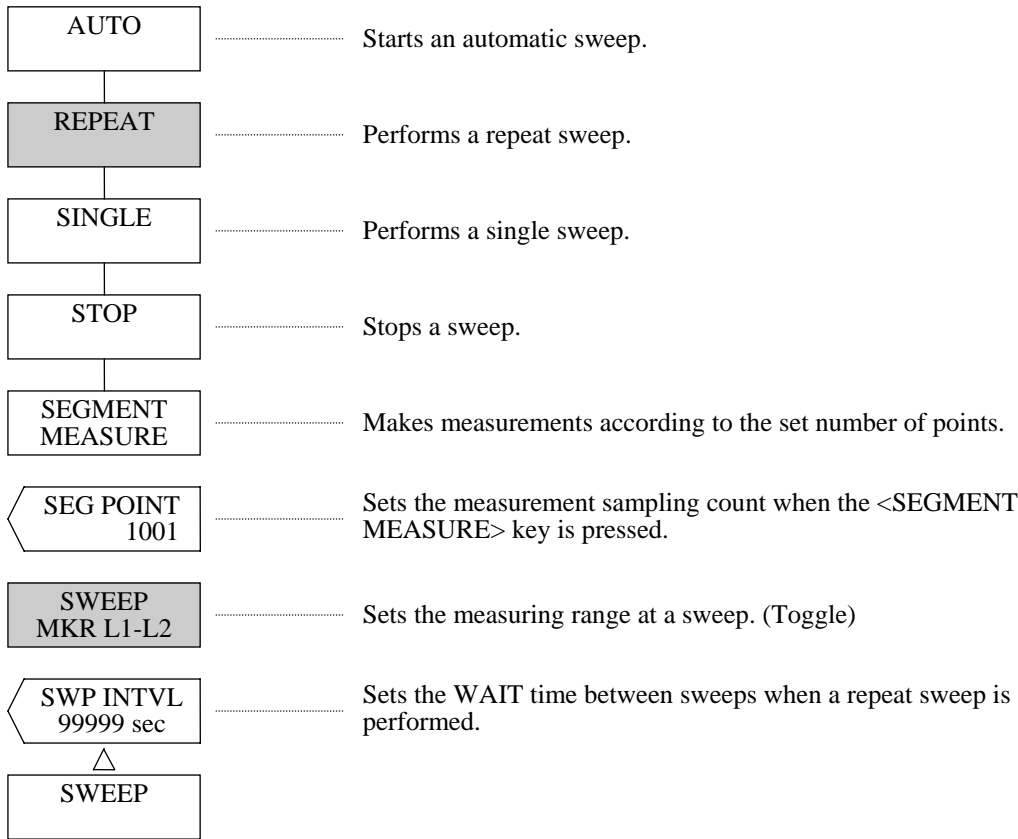 AUTO
Starts an automatic sweep.
REPEAT
Performs a repeat sweep.
SINGLE
Performs a single sweep.
STOP
Stops a sweep.
SEGMENT
MEASURE
Makes measurements according to the set number of points.
SEG POINT
1001
Sets the measurement sampling count when the <SEGMENT
MEASURE> key is pressed.
SWEEP
MKR L1-L2
Sets the measuring range at a sweep. (Toggle)
SWP INTVL
99999 sec
Sets the WAIT time between sweeps when a repeat sweep is
performed.
SWEEP